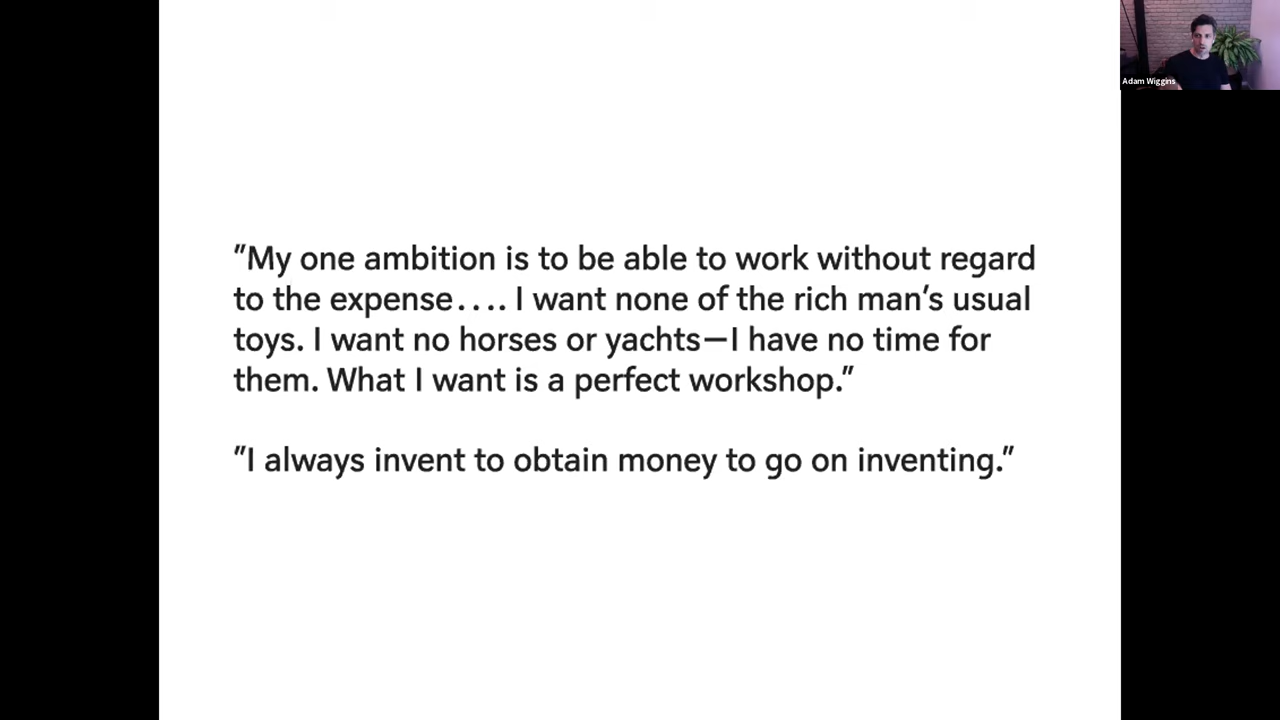 Adam Wiggins
"My one ambition is to be able to work without regard
to the expense.... I want none of the rich man's usual
toys. I want no horses or yachts—I have no time for
them. What I want is a perfect workshop."
"I always invent to obtain money to go on inventing."